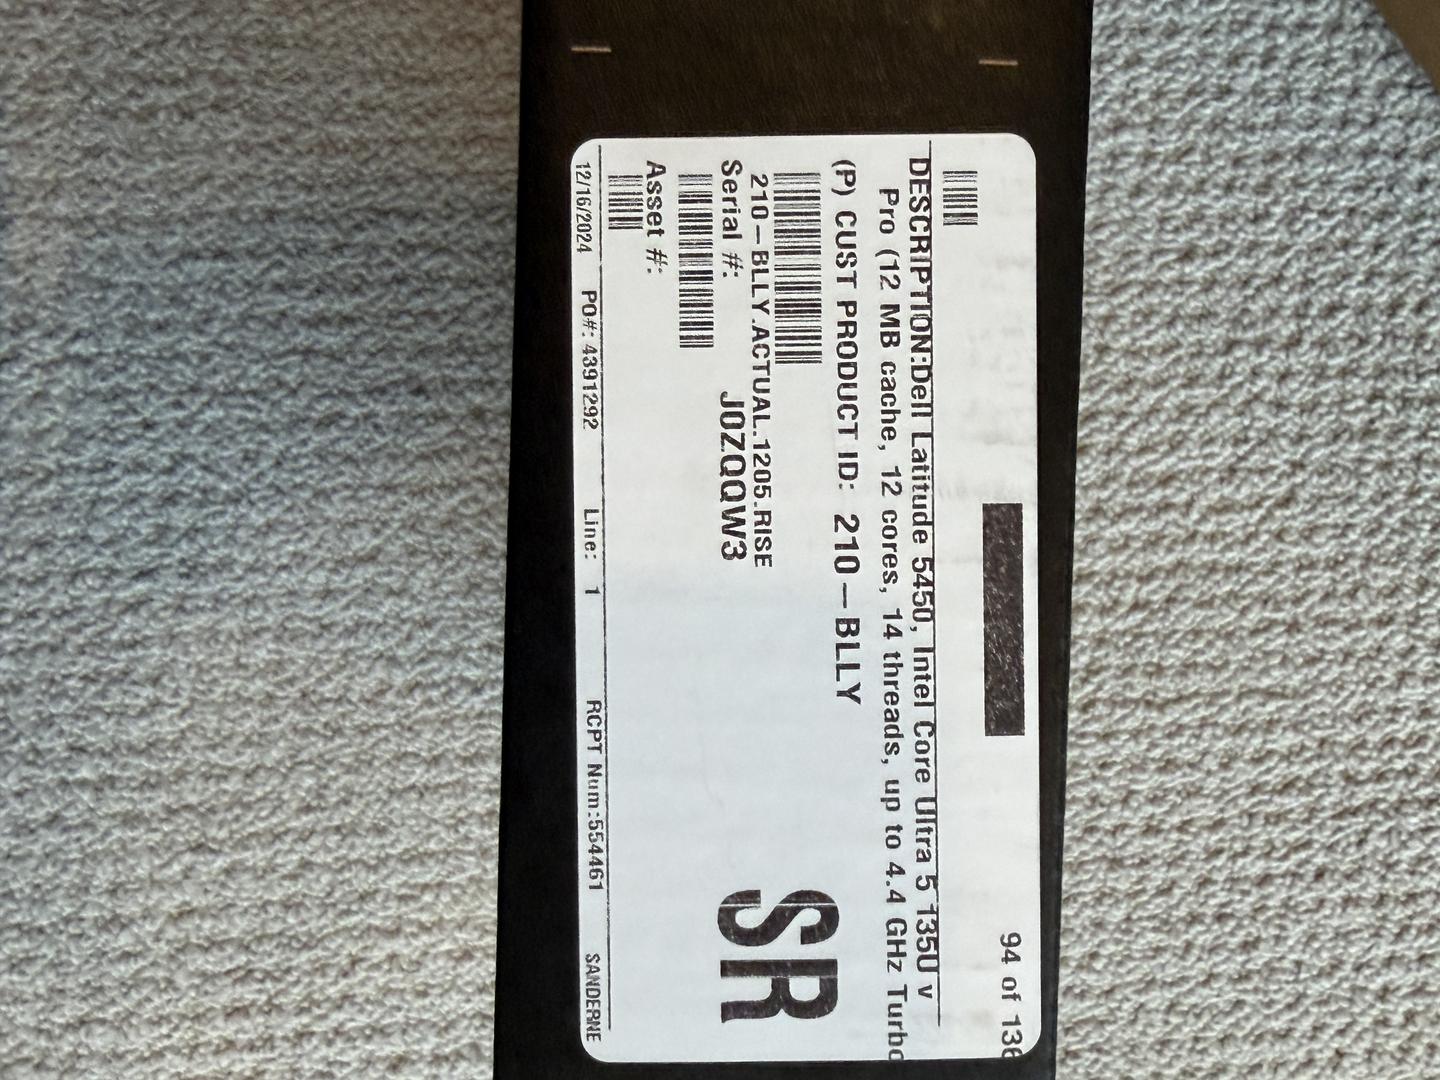 94 of 136
DESCRIPTION:Dell Latitude 5450, Intel Core Ultra 5 135U v
Pro (12 MB cache, 12 cores, 14 threads, up to 4.4 GHz Turbo
(P) CUST PRODUCT ID: 210-BLLY
210-BLLY.ACTUAL.1205.RISE
Serial #: J0ZQQW3
SR
Asset #:
12/16/2024 PO#: 4391292 Line: 1 RCPT Num:554461 SANDERNE